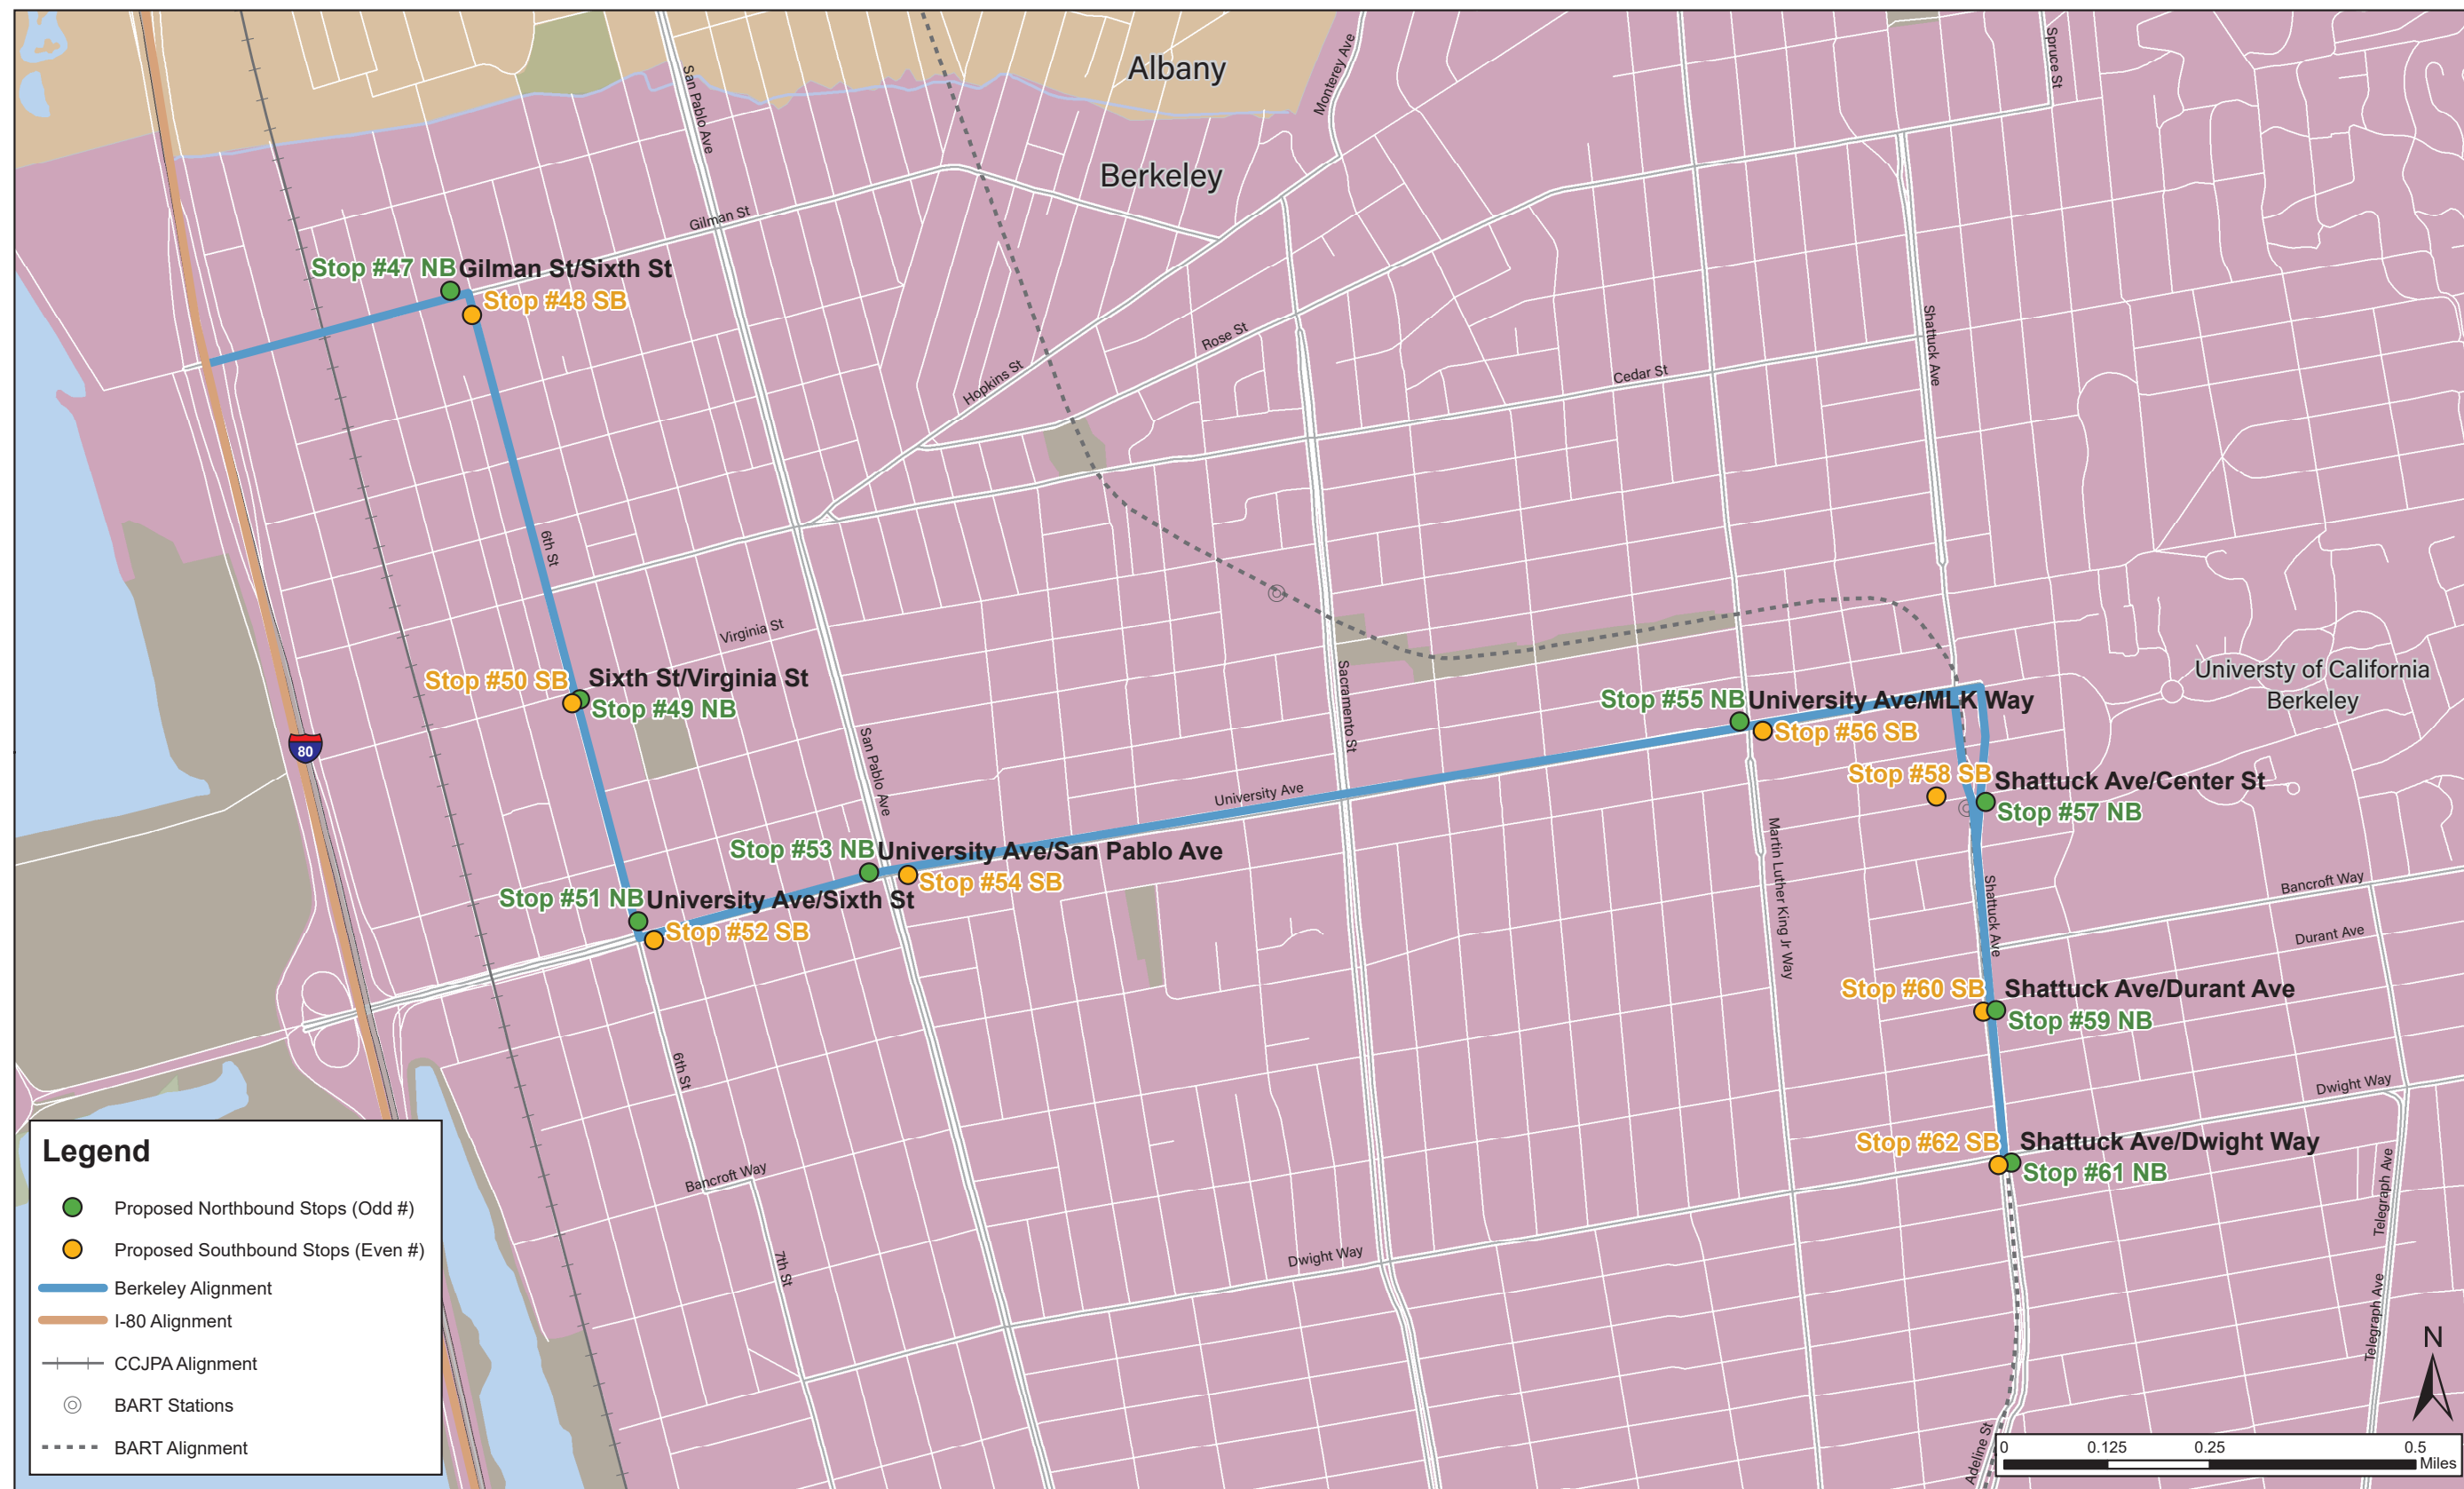 Albany
Berkeley
Monterey Ave
Spruce St
San Pablo Ave
Gilman St
Stop #47 NB
Gilman St/Sixth St
Stop #48 SB
Rose St
Hopkins St
Cedar St
Shattuck Ave
6th St
Virginia St
Stop #50 SB
Sixth St/Virginia St
Stop #49 NB
Sacramento St
Universty of California
Berkeley
Stop #55 NB
University Ave/MLK Way
Stop #56 SB
80
San Pablo Ave
University Ave
Stop #58 SB
Shattuck Ave/Center St
Stop #57 NB
Stop #53 NB
University Ave/San Pablo Ave
Stop #54 SB
Martin Luther King Jr Way
Stop #51 NB
University Ave/Sixth St
Stop #52 SB
Shattuck Ave
Bancroft Way
Durant Ave
Stop #60 SB
Shattuck Ave/Durant Ave
Stop #59 NB
6th St
Dwight Way
Stop #62 SB
Shattuck Ave/Dwight Way
Stop #61 NB
Bancroft Way
7th St
Dwight Way
Telegraph Ave
Telegraph Ave
Adeline St
Legend
Proposed Northbound Stops (Odd #)
Proposed Southbound Stops (Even #)
Berkeley Alignment
I-80 Alignment
CCJPA Alignment
BART Stations
BART Alignment
N
0 0.125 0.25 0.5
Miles